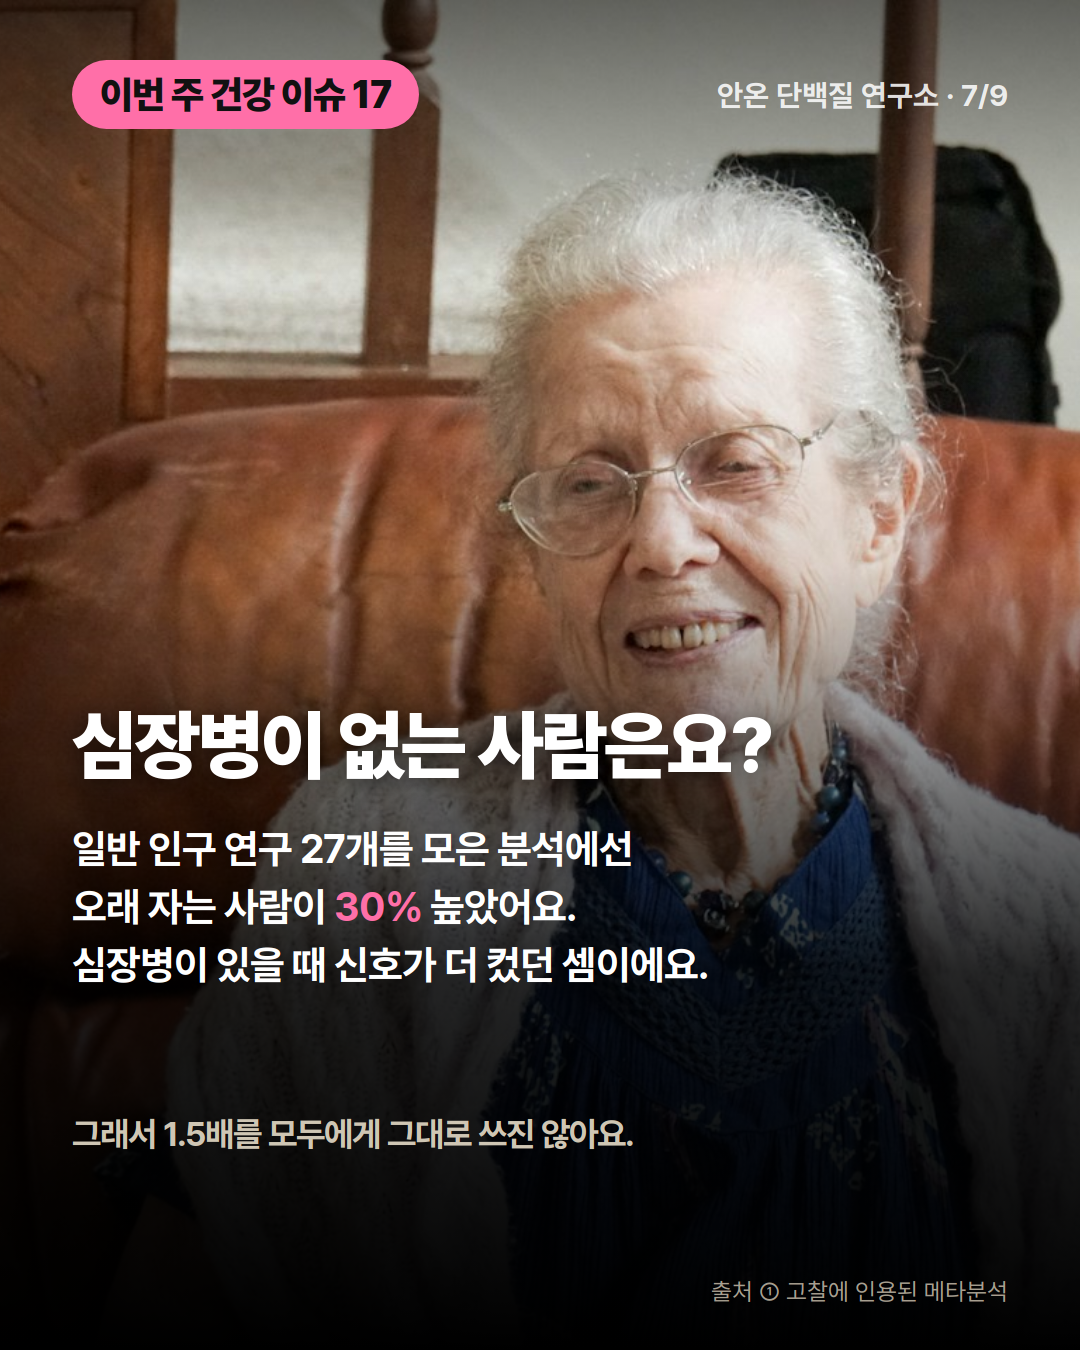 이번 주 건강 이슈 17
안온 단백질 연구소 · 7/9
심장병이 없는 사람은요?
일반 인구 연구 27개를 모은 분석에선
오래 자는 사람이 30% 높았어요.
심장병이 있을 때 신호가 더 컸던 셈이에요.
그래서 1.5배를 모두에게 그대로 쓰진 않아요.
출처 ① 고찰에 인용된 메타분석